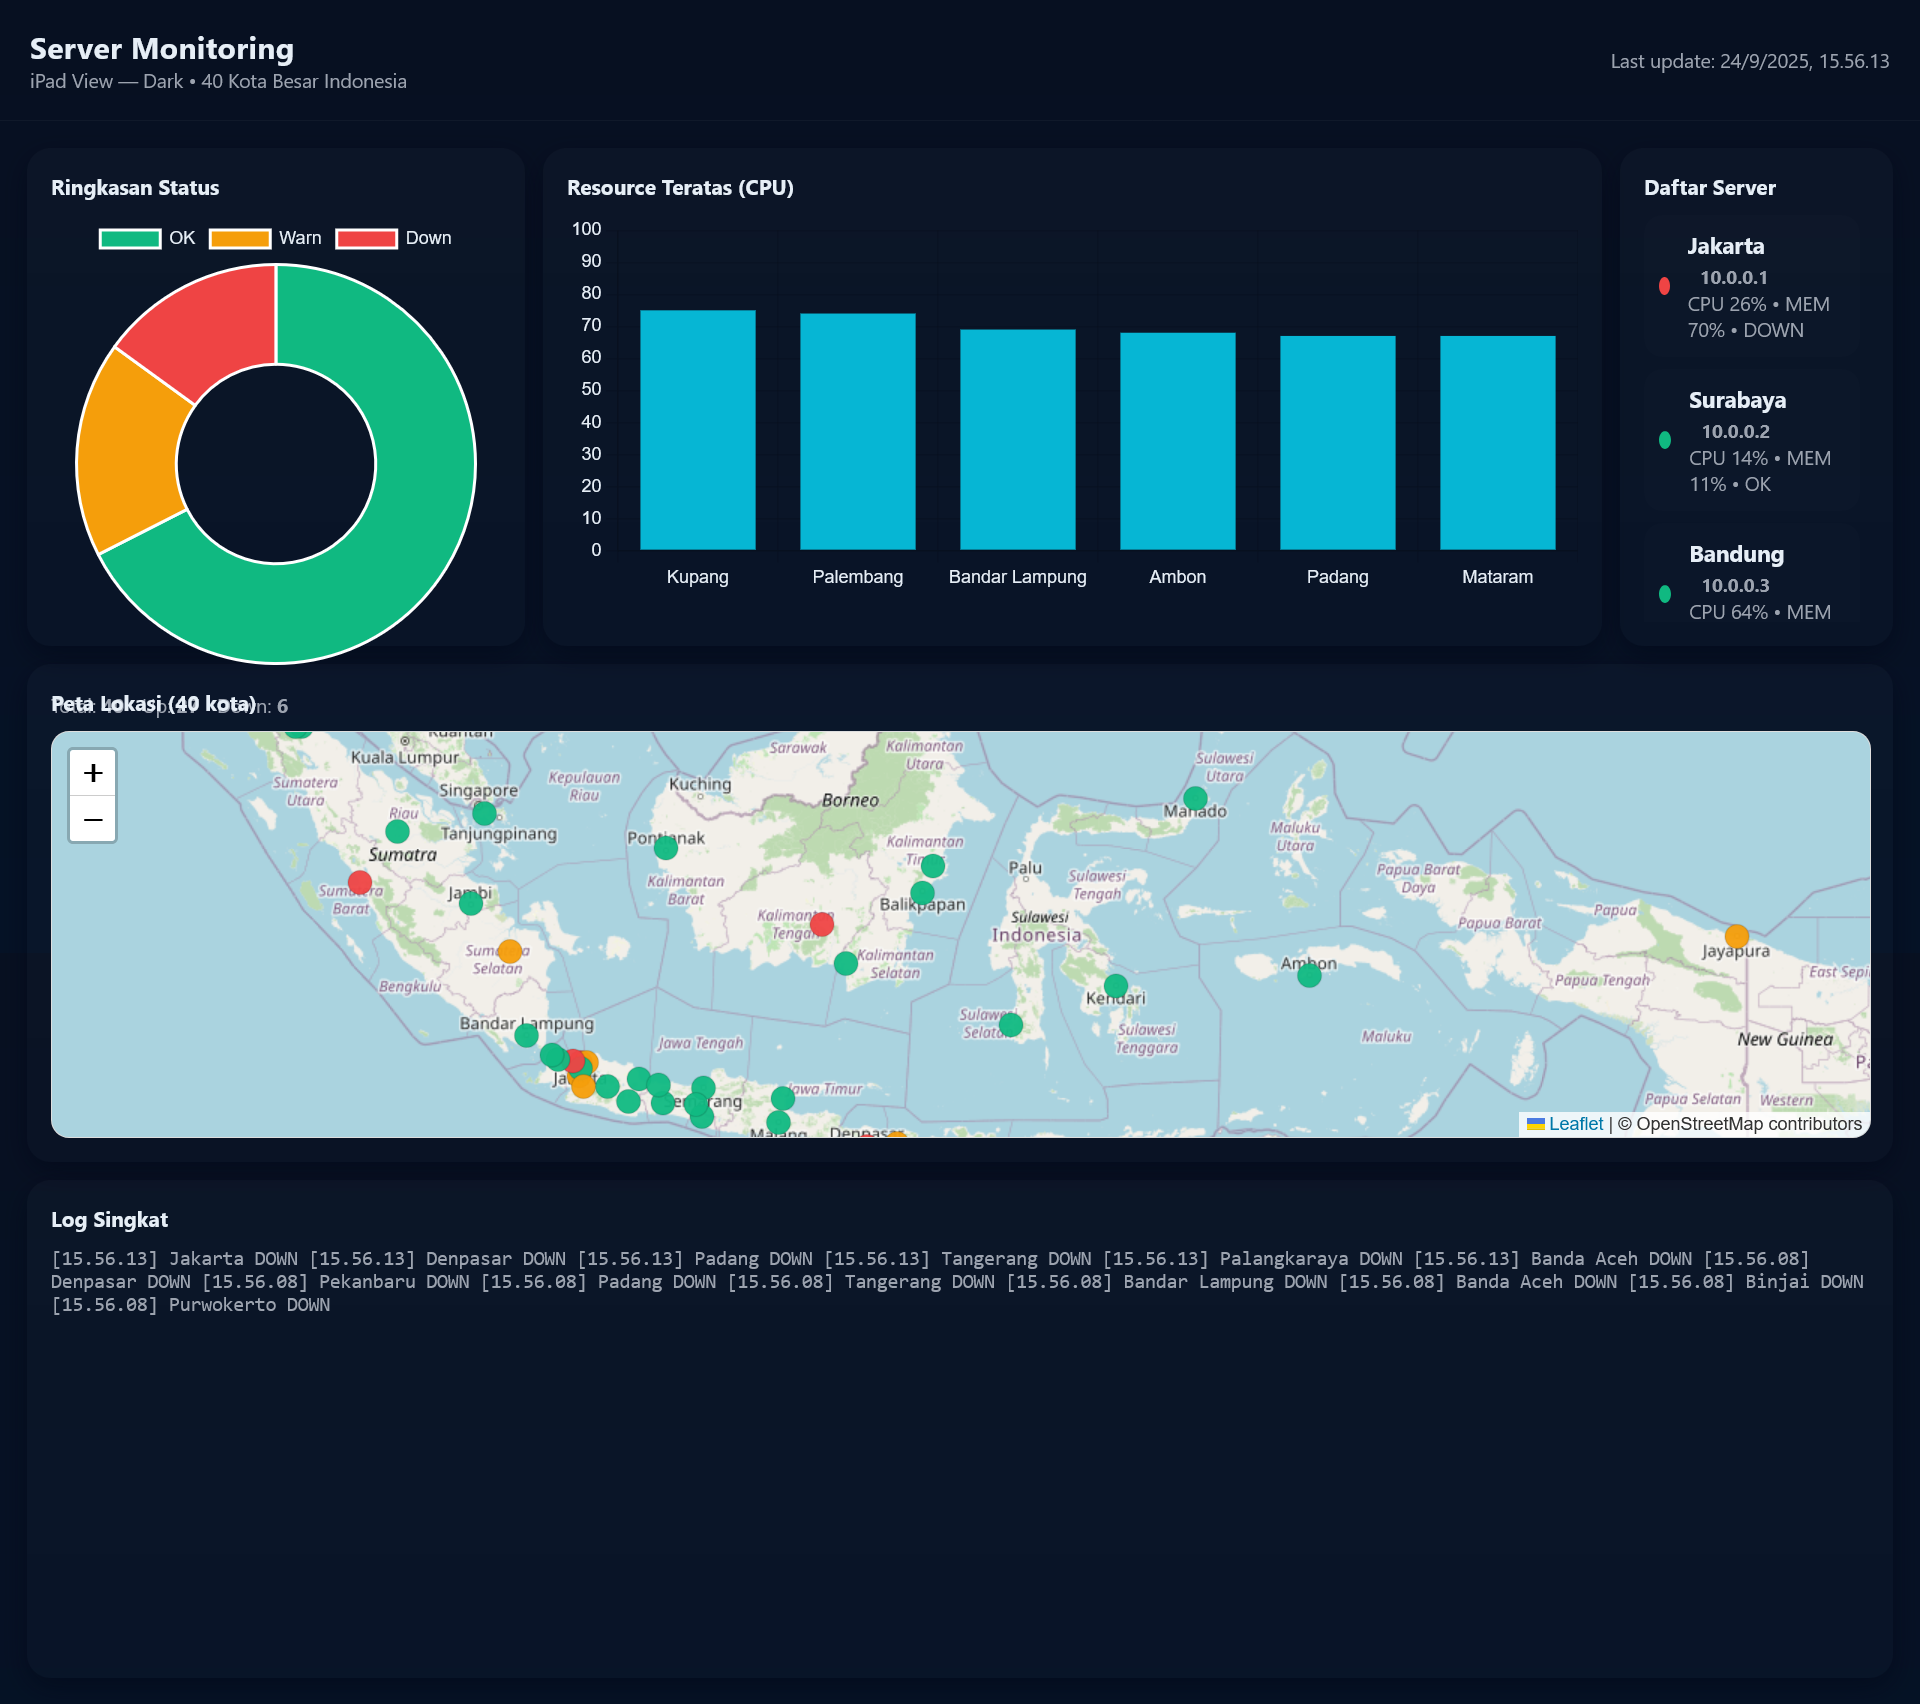 Server Monitoring
iPad View — Dark • 40 Kota Besar Indonesia
Last update: 24/9/2025, 15.56.13
Ringkasan Status
OK
Warn
Down
Resource Teratas (CPU)
100
90
80
70
60
50
40
30
20
10
0
Kupang
Palembang
Bandar Lampung
Ambon
Padang
Mataram
Daftar Server
Jakarta
10.0.0.1
CPU 26% • MEM
70% • DOWN
Surabaya
10.0.0.2
CPU 14% • MEM
11% • OK
Bandung
10.0.0.3
CPU 64% • MEM
Peta Lokasi (40 kota)
6
+
−
Kuala Lumpur
Sumatera
Utara
Singapore
Riau
Tanjungpinang
Sumatra
Kepulauan
Riau
Sarawak
Kuching
Borneo
Kalimantan
Utara
Pontianak
Kalimantan
Barat
Kalimantan
Balikpapan
Sumatera
Barat
Jambi
Sumatera
Selatan
Bengkulu
Bandar Lampung
Kalimantan
Tengah
Kalimantan
Selatan
Palu
Sulawesi
Tengah
Sulawesi
Indonesia
Sulawesi
Utara
Manado
Maluku
Utara
Papua Barat
Daya
Papua Barat
Papua
Jayapura
Papua Tengah
East Sepi
Ambon
Kendari
Sulawesi
Selatan
Sulawesi
Tenggara
Maluku
New Guinea
Jawa Tengah
Jawa Timur
Malang
Denpasar
Papua Selatan
Western
Leaflet | © OpenStreetMap contributors
Log Singkat
[15.56.13] Jakarta DOWN [15.56.13] Denpasar DOWN [15.56.13] Padang DOWN [15.56.13] Tangerang DOWN [15.56.13] Palangkaraya DOWN [15.56.13] Banda Aceh DOWN [15.56.08]
Denpasar DOWN [15.56.08] Pekanbaru DOWN [15.56.08] Padang DOWN [15.56.08] Tangerang DOWN [15.56.08] Bandar Lampung DOWN [15.56.08] Banda Aceh DOWN [15.56.08] Binjai DOWN
[15.56.08] Purwokerto DOWN